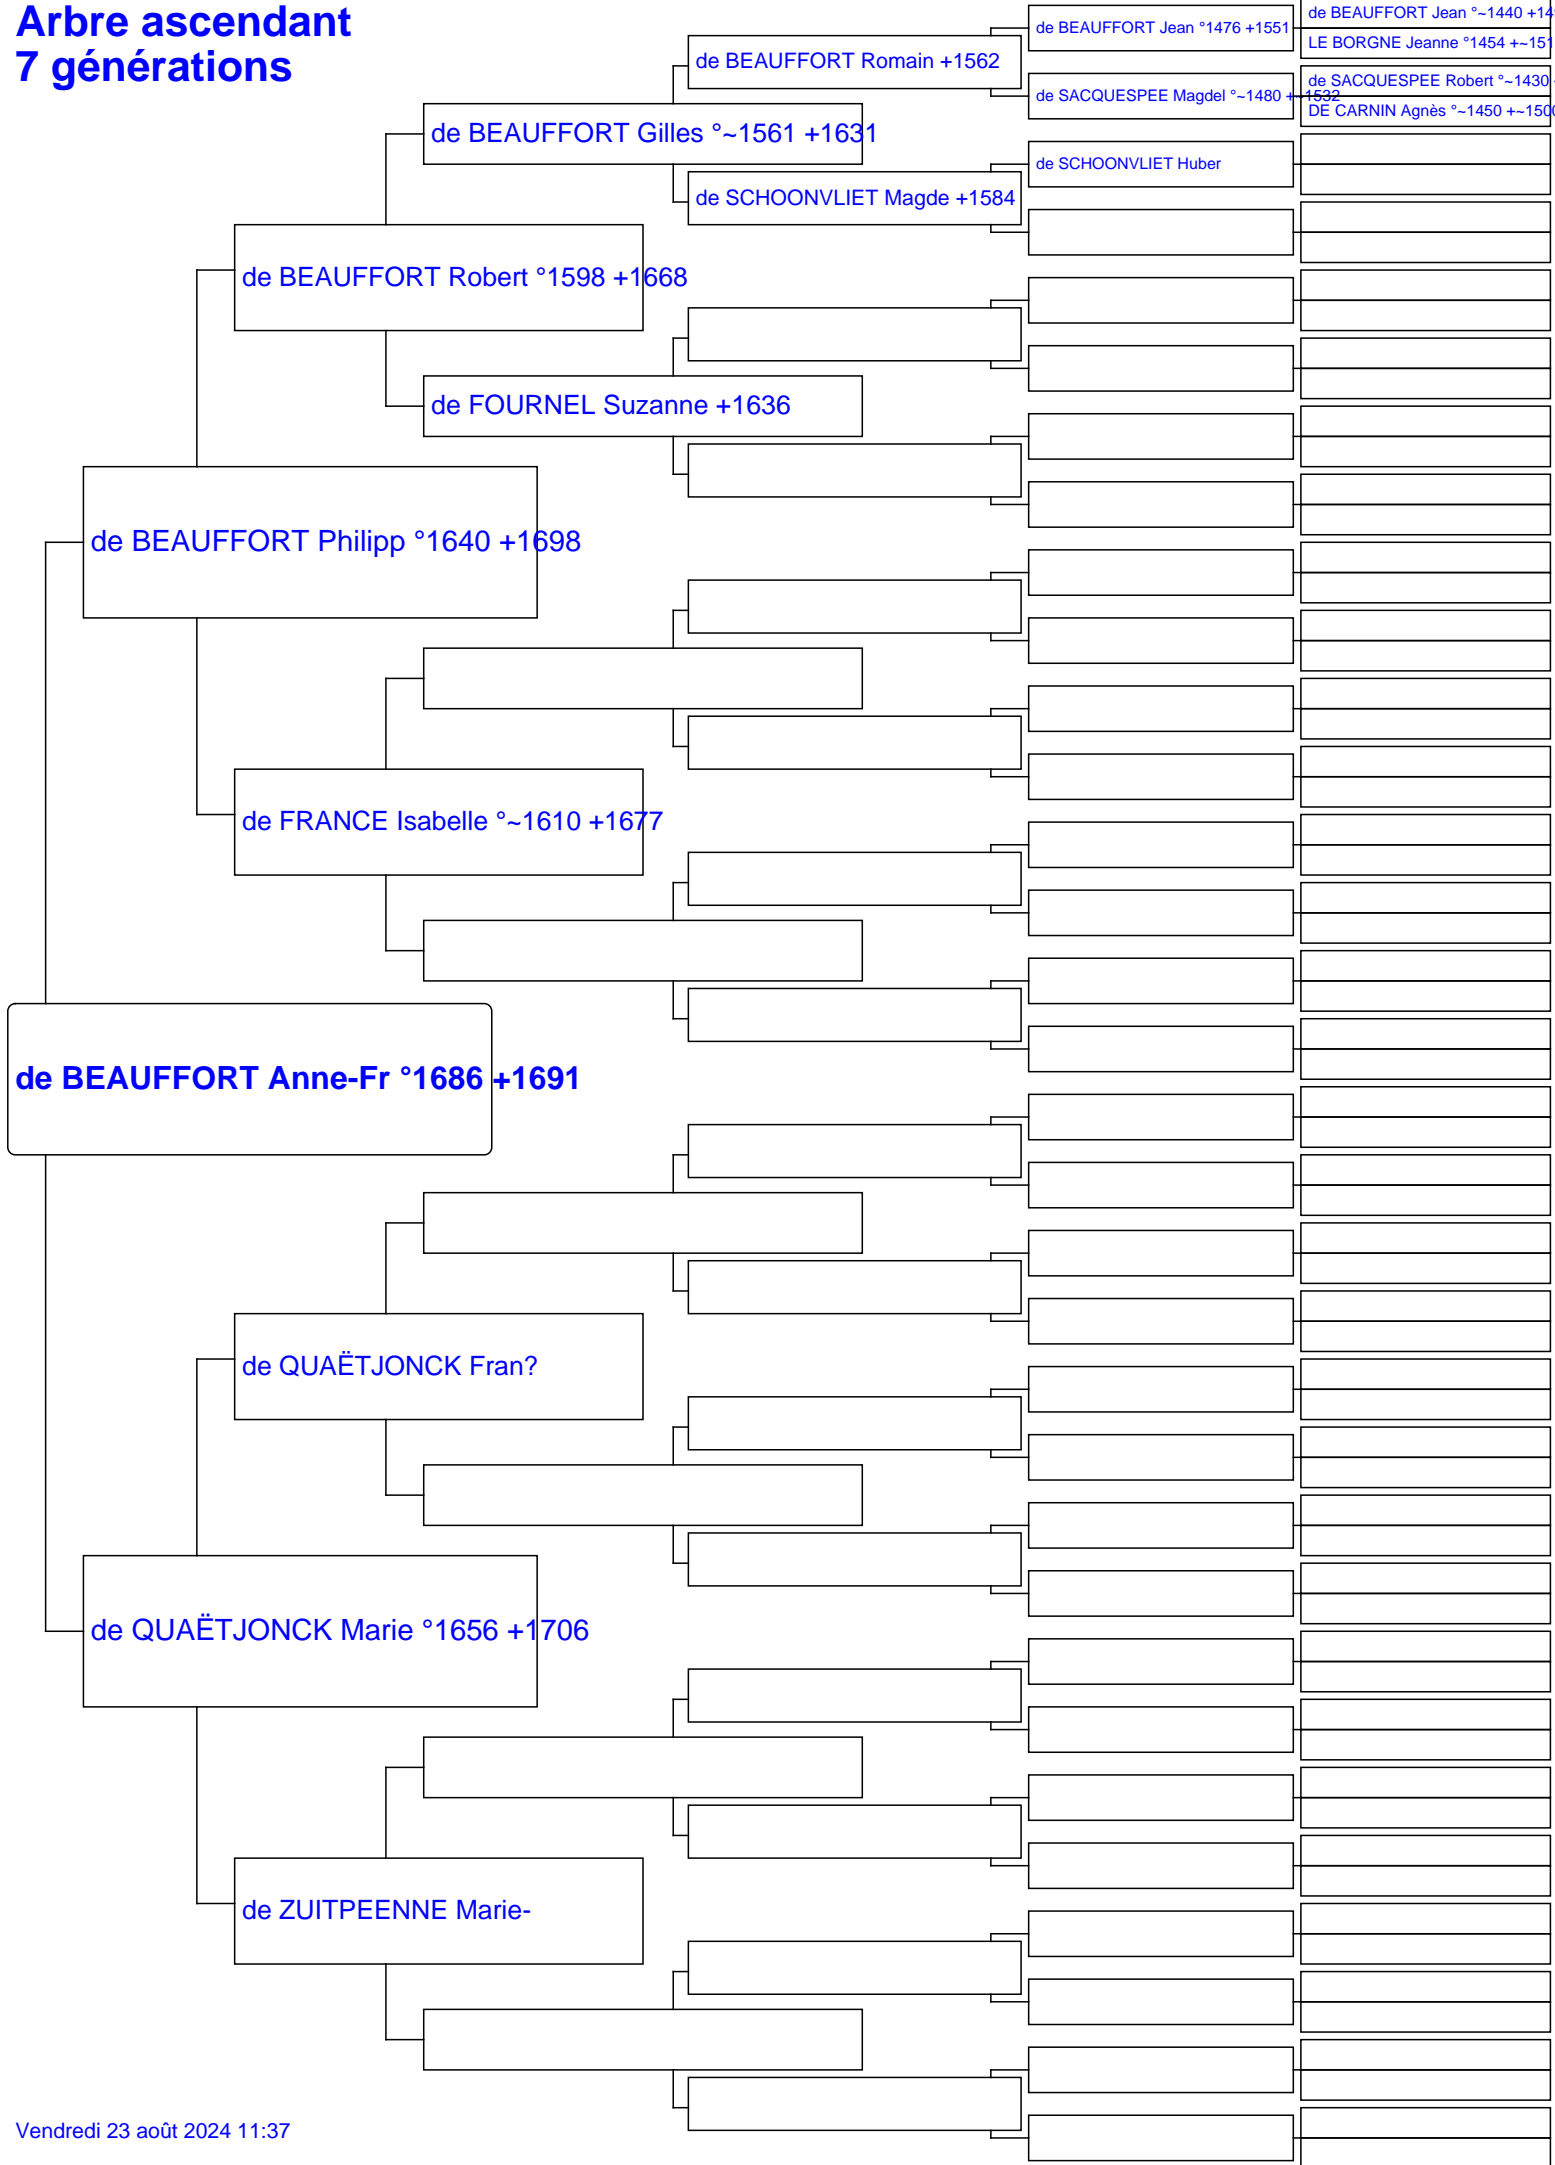 Arbre ascendant
7 générations
de BEAUFFORT Jean °~1440
LE BORGNE Jeanne °1454
de BEAUFFORT Jean °1476 +1551
de BEAUFFORT Romain +1562
de SACQUESPEE Robert °~1430
de SACQUESPEE Magdel °~1480 +~1532
DE CARNIN Agnès °~1450 +~1500
de BEAUFFORT Gilles °~1561 +1631
de SCHOONVLIET Huber
de SCHOONVLIET Magde +1584
de BEAUFFORT Robert °1598 +1668
de FOURNEL Suzanne +1636
de BEAUFFORT Philipp °1640 +1698
de FRANCE Isabelle °~1610 +1677
de BEAUFFORT Anne-Fr °1686 +1691
de QUAËTJONCK Fran?
de QUAËTJONCK Marie °1656 +1706
de ZUITPEENNE Marie-
Vendredi 23 août 2024 11:37